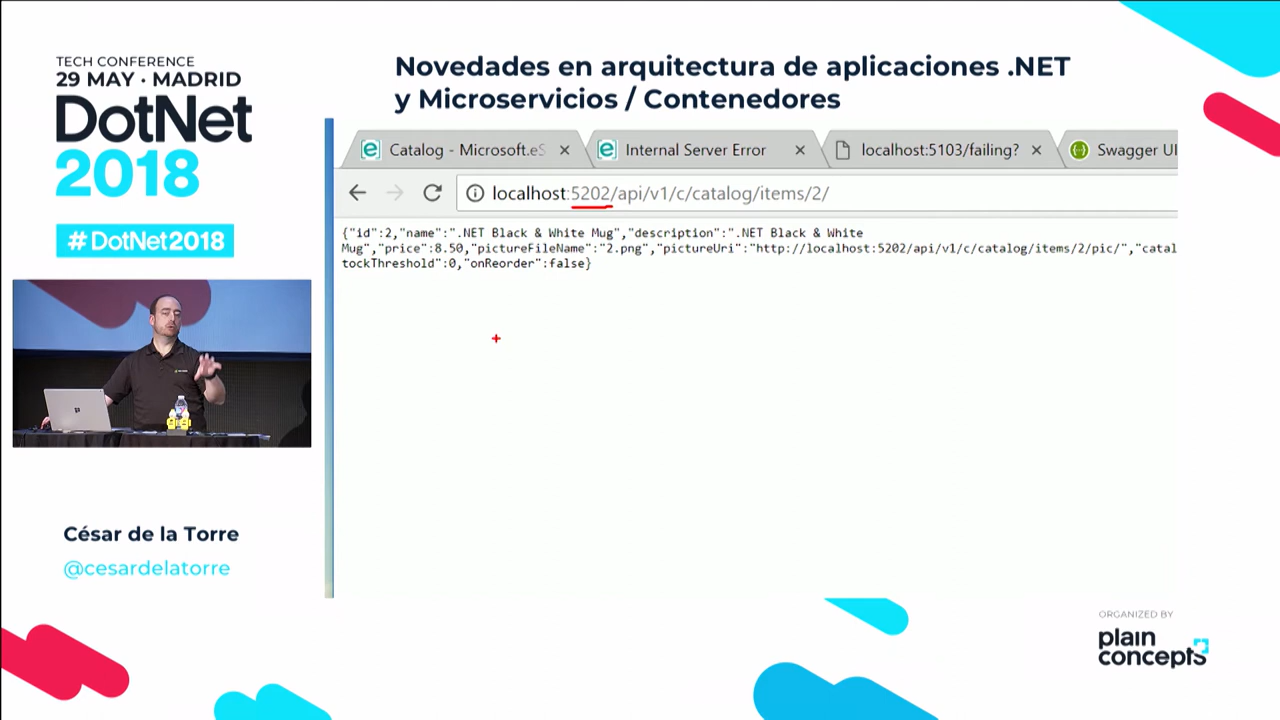 TECH CONFERENCE
29 MAY · MADRID
DotNet
2018
#DotNet2018
Novedades en arquitectura de aplicaciones .NET
y Microservicios / Contenedores
Catalog - Microsoft.eS
Internal Server Error
localhost:5103/failing?
Swagger UI
localhost:5202/api/v1/c/catalog/items/2/
{"id":2,"name":".NET Black & White Mug","description":".NET Black & White
Mug","price":8.50,"pictureFileName":"2.png","pictureUri":"http://localhost:5202/api/v1/c/catalog/items/2/pic/","catal
tockThreshold":0,"onReorder":false}
César de la Torre
@cesardelatorre
ORGANIZED BY
plain
concepts